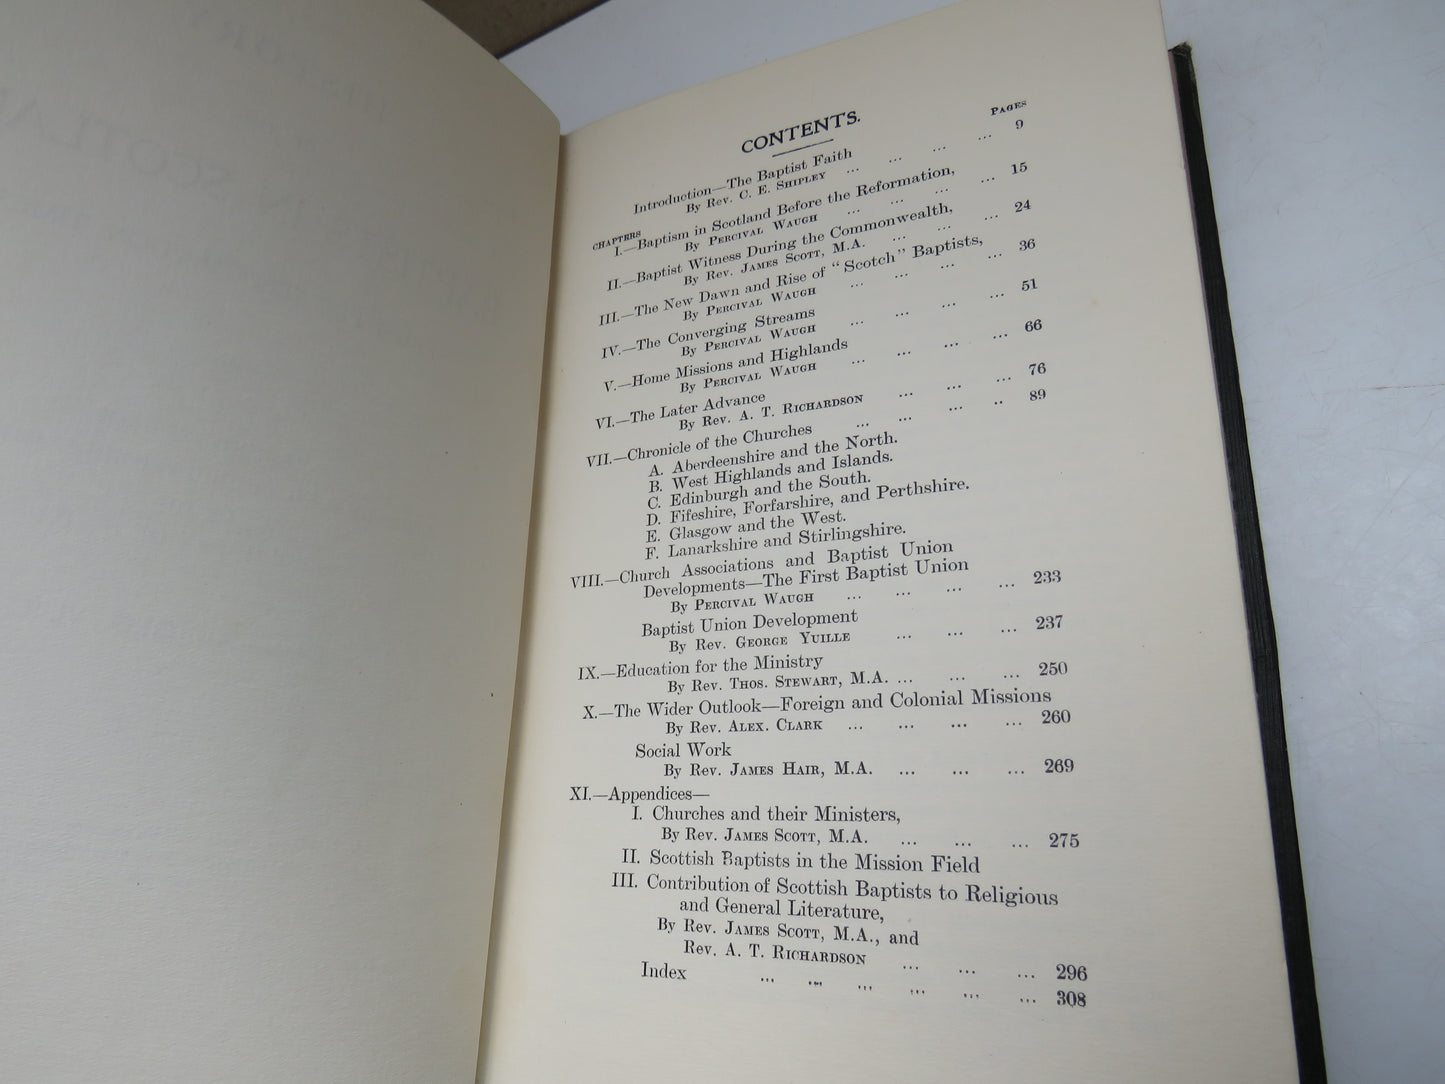 CONTENTS.
PAGES
Introduction—The Baptist Faith ... ... ... 9
By REV. C. E. SHIPLEY ...
CHAPTERS
I.—Baptism in Scotland Before the Reformation,
By PERCIVAL WAUGH ... ... ... ... 15
II.—Baptist Witness During the Commonwealth,
By Rev. JAMES SCOTT, M.A. ... ... ... 24
III.—The New Dawn and Rise of "Scotch" Baptists,
By PERCIVAL WAUGH ... ... ... ... 36
IV.—The Converging Streams
By PERCIVAL WAUGH ... ... ... ... 51
V.—Home Missions and Highlands
By PERCIVAL WAUGH ... ... ... ... 66
VI.—The Later Advance
By Rev. A. T. RICHARDSON ... ... ... 76
VII.—Chronicle of the Churches ... ... ... .. 89
A. Aberdeenshire and the North.
B. West Highlands and Islands.
C. Edinburgh and the South.
D. Fifeshire, Forfarshire, and Perthshire.
E. Glasgow and the West.
F. Lanarkshire and Stirlingshire.
VIII.—Church Associations and Baptist Union
Developments—The First Baptist Union
By PERCIVAL WAUGH ... ... ... ... 233
Baptist Union Development
By Rev. GEORGE YUILLE ... ... ... 237
IX.—Education for the Ministry
By Rev. THOS. STEWART, M.A. ... ... ... 250
X.—The Wider Outlook—Foreign and Colonial Missions
By Rev. ALEX. CLARK ... ... ... ... 260
Social Work
By Rev. JAMES HAIR, M.A. ... ... ... 269
XI.—Appendices—
I. Churches and their Ministers,
By Rev. JAMES SCOTT, M.A. ... ... ... 275
II. Scottish Baptists in the Mission Field
III. Contribution of Scottish Baptists to Religious
and General Literature,
By Rev. JAMES SCOTT, M.A., and
Rev. A. T. RICHARDSON ... ... ... 296
Index ... ... ... ... ... ... 308